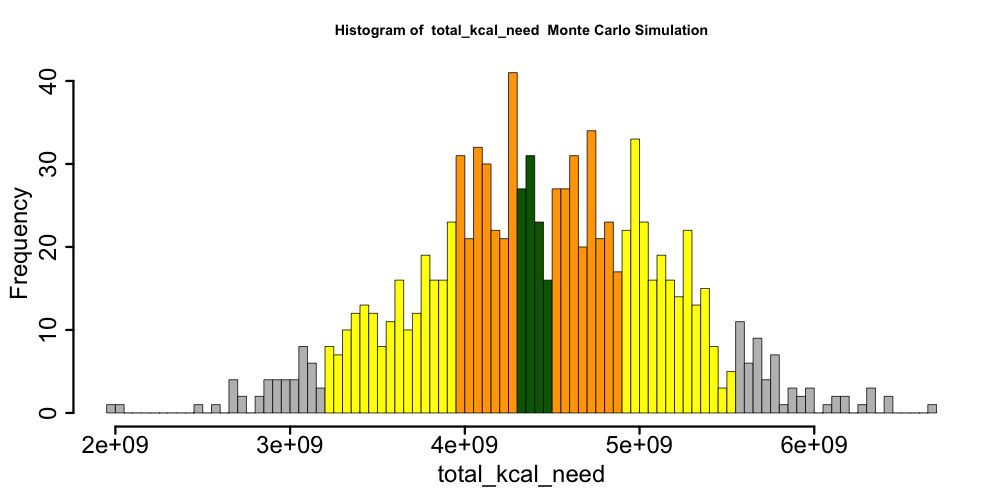 Histogram of  total_kcal_need  Monte Carlo Simulation
Frequency
40
30
20
10
0
2e+09 3e+09 4e+09 5e+09 6e+09
total_kcal_need